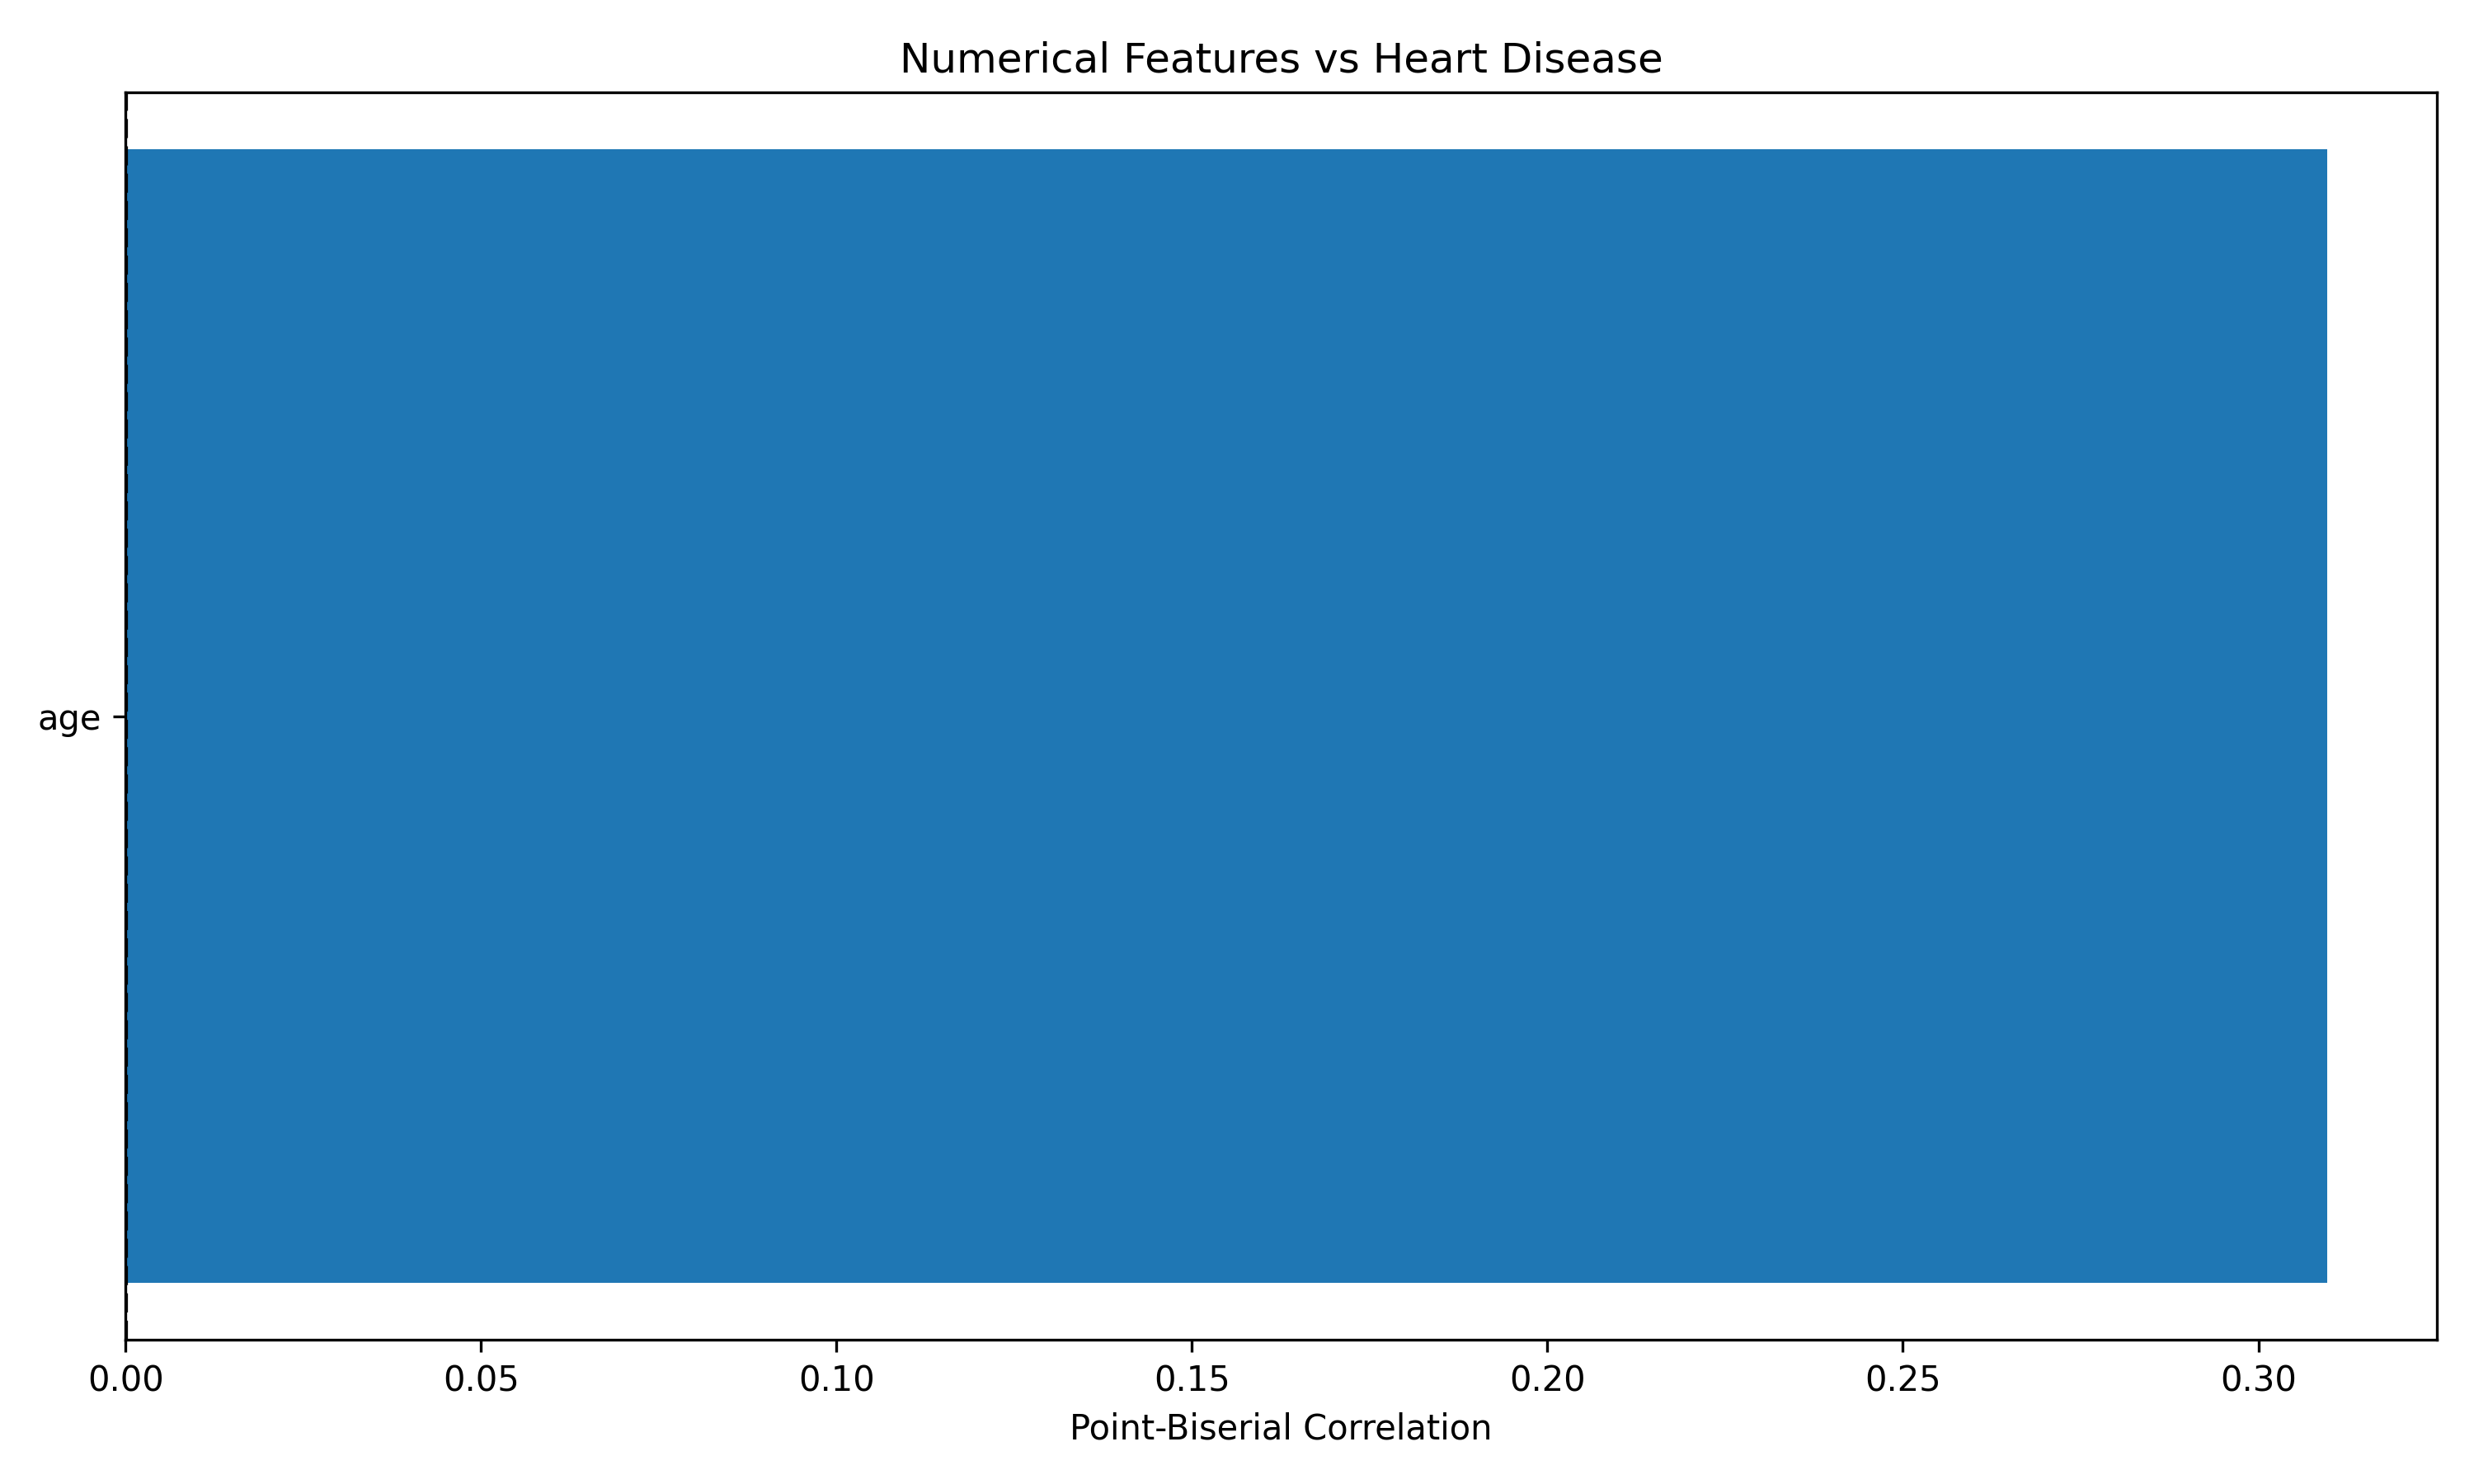 Numerical Features vs Heart Disease
age
0.00 0.05 0.10 0.15 0.20 0.25 0.30
Point-Biserial Correlation